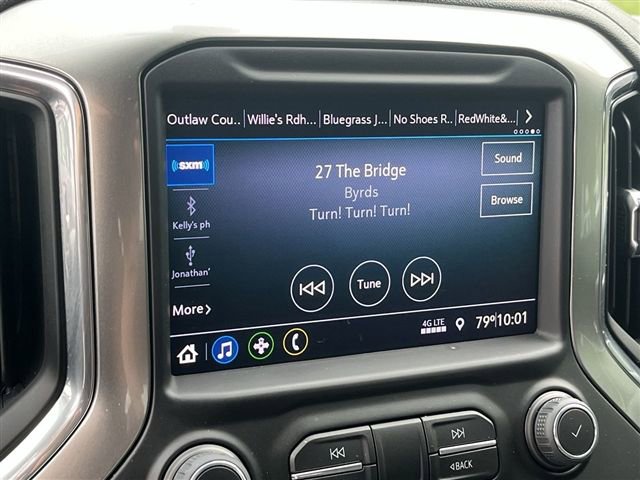 Outlaw Cou.. Willie's Rdh... Bluegrass J... No Shoes R.. RedWhite&...
sxm
Sound
27 The Bridge
Byrds
Browse
Kelly's ph
Turn! Turn! Turn!
Jonathan'
Tune
More
4G LTE 79° 10:01
BACK